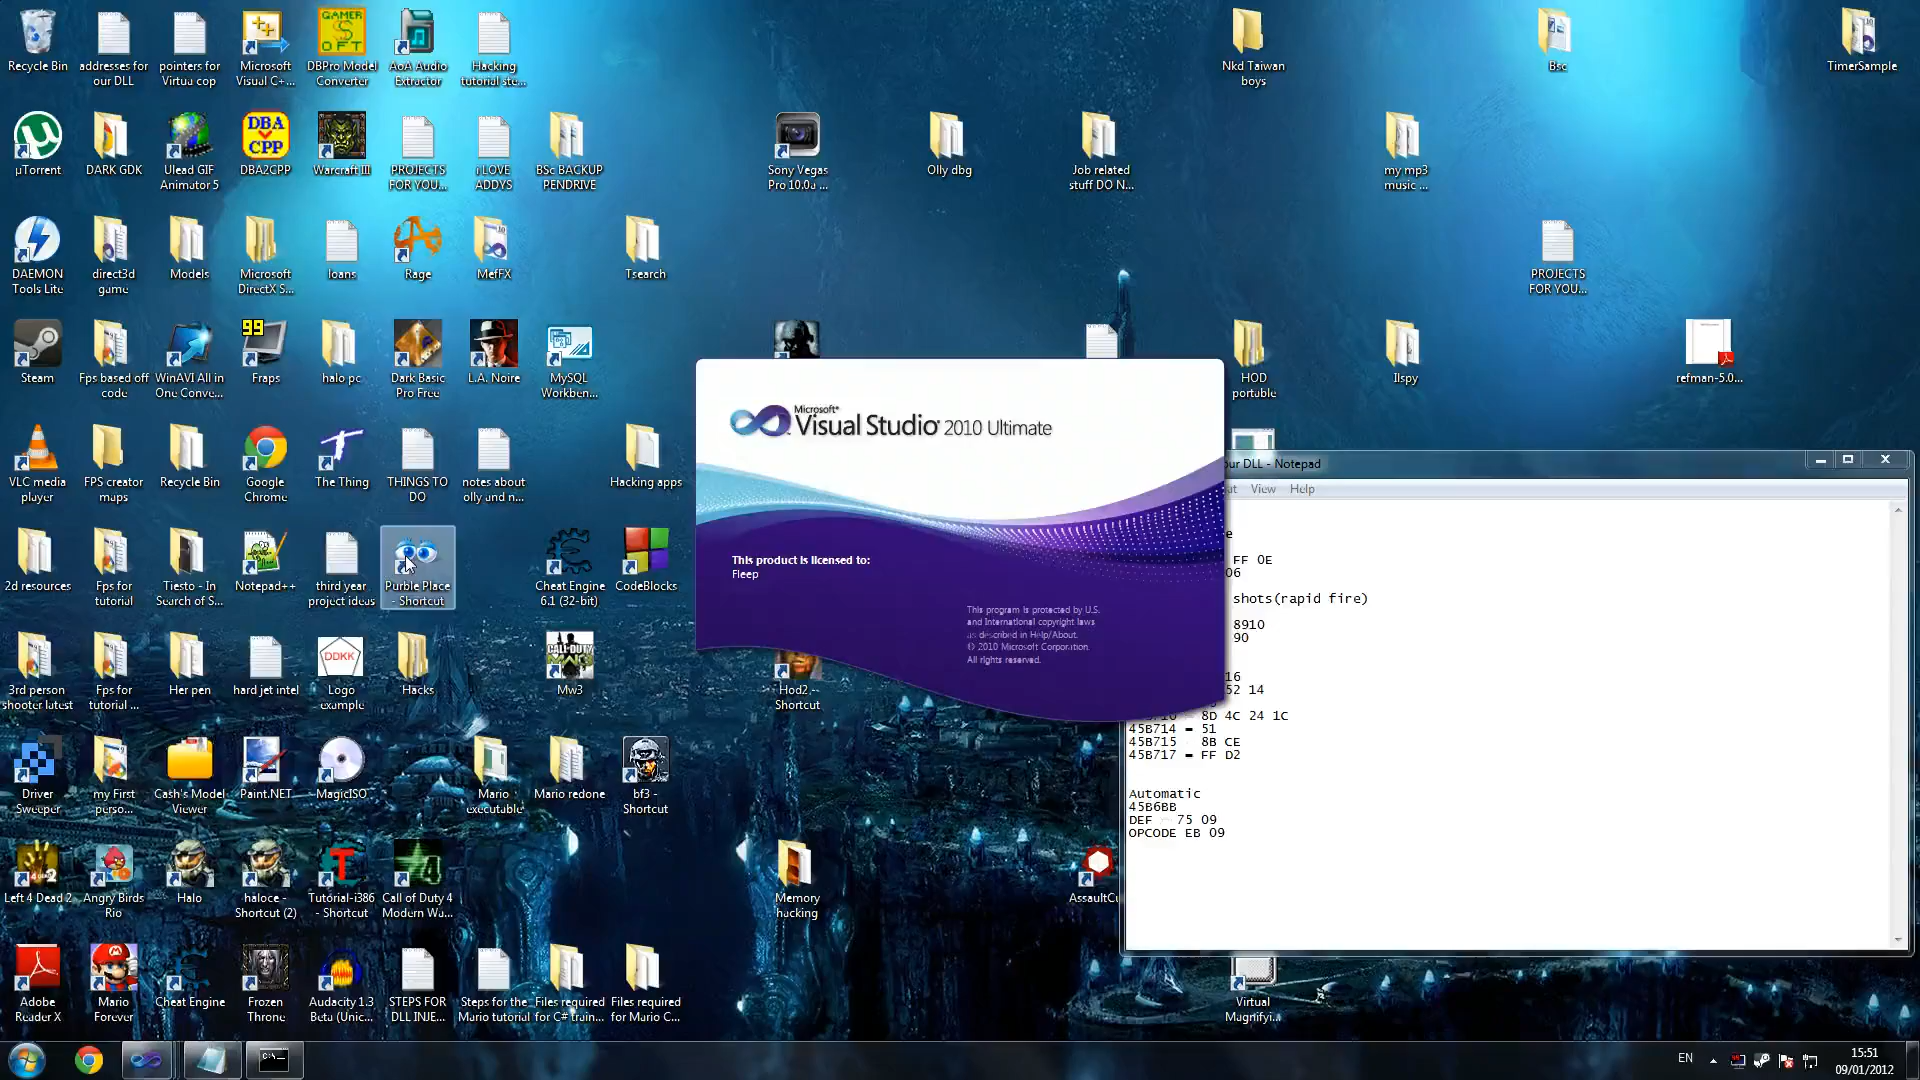 Recycle Bin
addresses for
our DLL
pointers for
Virtua cop
Microsoft
Visual C+...
GAMER
$
OFT
DBPro Model
Converter
AoA Audio
Extractor
Hacking
tutorial ste...
Nkd Taiwan
boys
Bsc
TimerSample
µTorrent
DARK GDK
Ulead GIF
Animator 5
DBA
CPP
DBA2CPP
Warcraft III
PROJECTS
FOR YOU...
i LOVE
ADDYS
BSc BACKUP
PENDRIVE
Sony Vegas
Pro 10.0a ...
Olly dbg
Job related
stuff DO N...
my mp3
music ...
DAEMON
Tools Lite
direct3d
game
Models
Microsoft
DirectX S...
loans
Rage
MefFX
Tsearch
PROJECTS
FOR YOU...
Steam
Fps based off
code
WinAVI All in
One Conve...
99
Fraps
halo pc
Dark Basic
Pro Free
L.A. Noire
MySQL
Workben...
HOD
portable
Ilspy
refman-5.0...
Microsoft®
Visual Studio® 2010 Ultimate
This product is licensed to:
Fleep
This program is protected by U.S.
and International copyright laws
as described in Help/About.
© 2010 Microsoft Corporation.
All rights reserved.
VLC media
player
FPS creator
maps
Recycle Bin
Google
Chrome
The Thing
THINGS TO
DO
notes about
olly and n...
Hacking apps
2d resources
Fps for
tutorial
Tiesto - In
Search of S...
Notepad++
third year
project ideas
Purble Place
- Shortcut
Cheat Engine
6.1 (32-bit)
CodeBlocks
3rd person
shooter latest
Fps for
tutorial ...
Her pen
hard jet intel
DDKK
Logo
example
Hacks
CALL OF DUTY
MW3
Mw3
Hod2 -
Shortcut
our DLL - Notepad
at View Help
e
FF 0E
06
shots(rapid fire)
8910
90
16
52 14
8D 4C 24 1C
45B714 = 51
45B715 8B CE
45B717 = FF D2
Automatic
45B6BB
DEF - 75 09
OPCODE EB 09
Driver
Sweeper
my First
perso...
Cash's Model
Viewer
Paint.NET
MagicISO
Mario
executable
Mario redone
bf3 -
Shortcut
Left 4 Dead 2
Angry Birds
Rio
Halo
haloce -
Shortcut (2)
Tutorial-i386
- Shortcut
Call of Duty 4
Modern Wa...
Memory
hacking
AssaultCu
Adobe
Reader X
Mario
Forever
Cheat Engine
Frozen
Throne
Audacity 1.3
Beta (Unic...
STEPS FOR
DLL INJE...
Steps for the
Mario tutorial
Files required
for C# train...
Files required
for Mario C...
Virtual
Magnifyi...
EN
15:51
09/01/2012